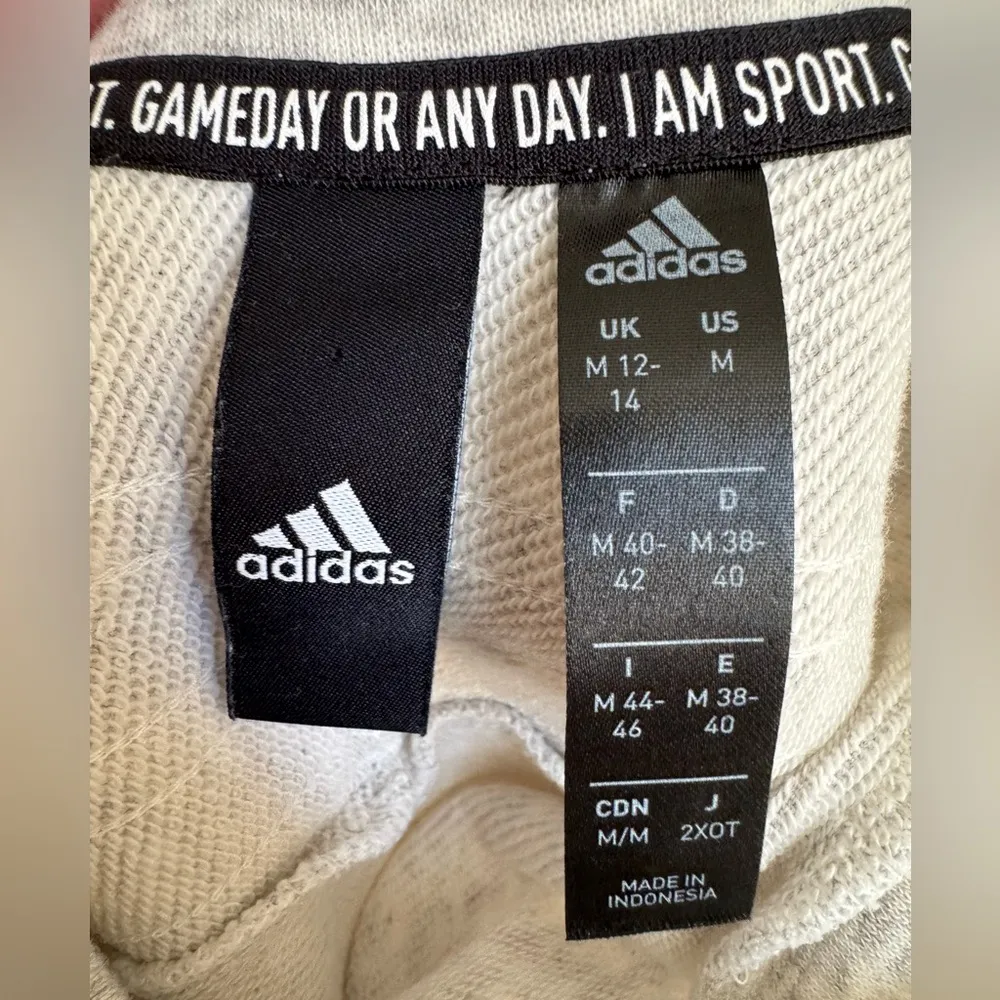 T. GAMEDAY OR ANY DAY. I AM SPORT. G
adidas
adidas
UK US
M 12- M
14
F D
M 40- M 38-
42 40
I E
M 44- M 38-
46 40
CDN J
M/M 2XOT
MADE IN
INDONESIA